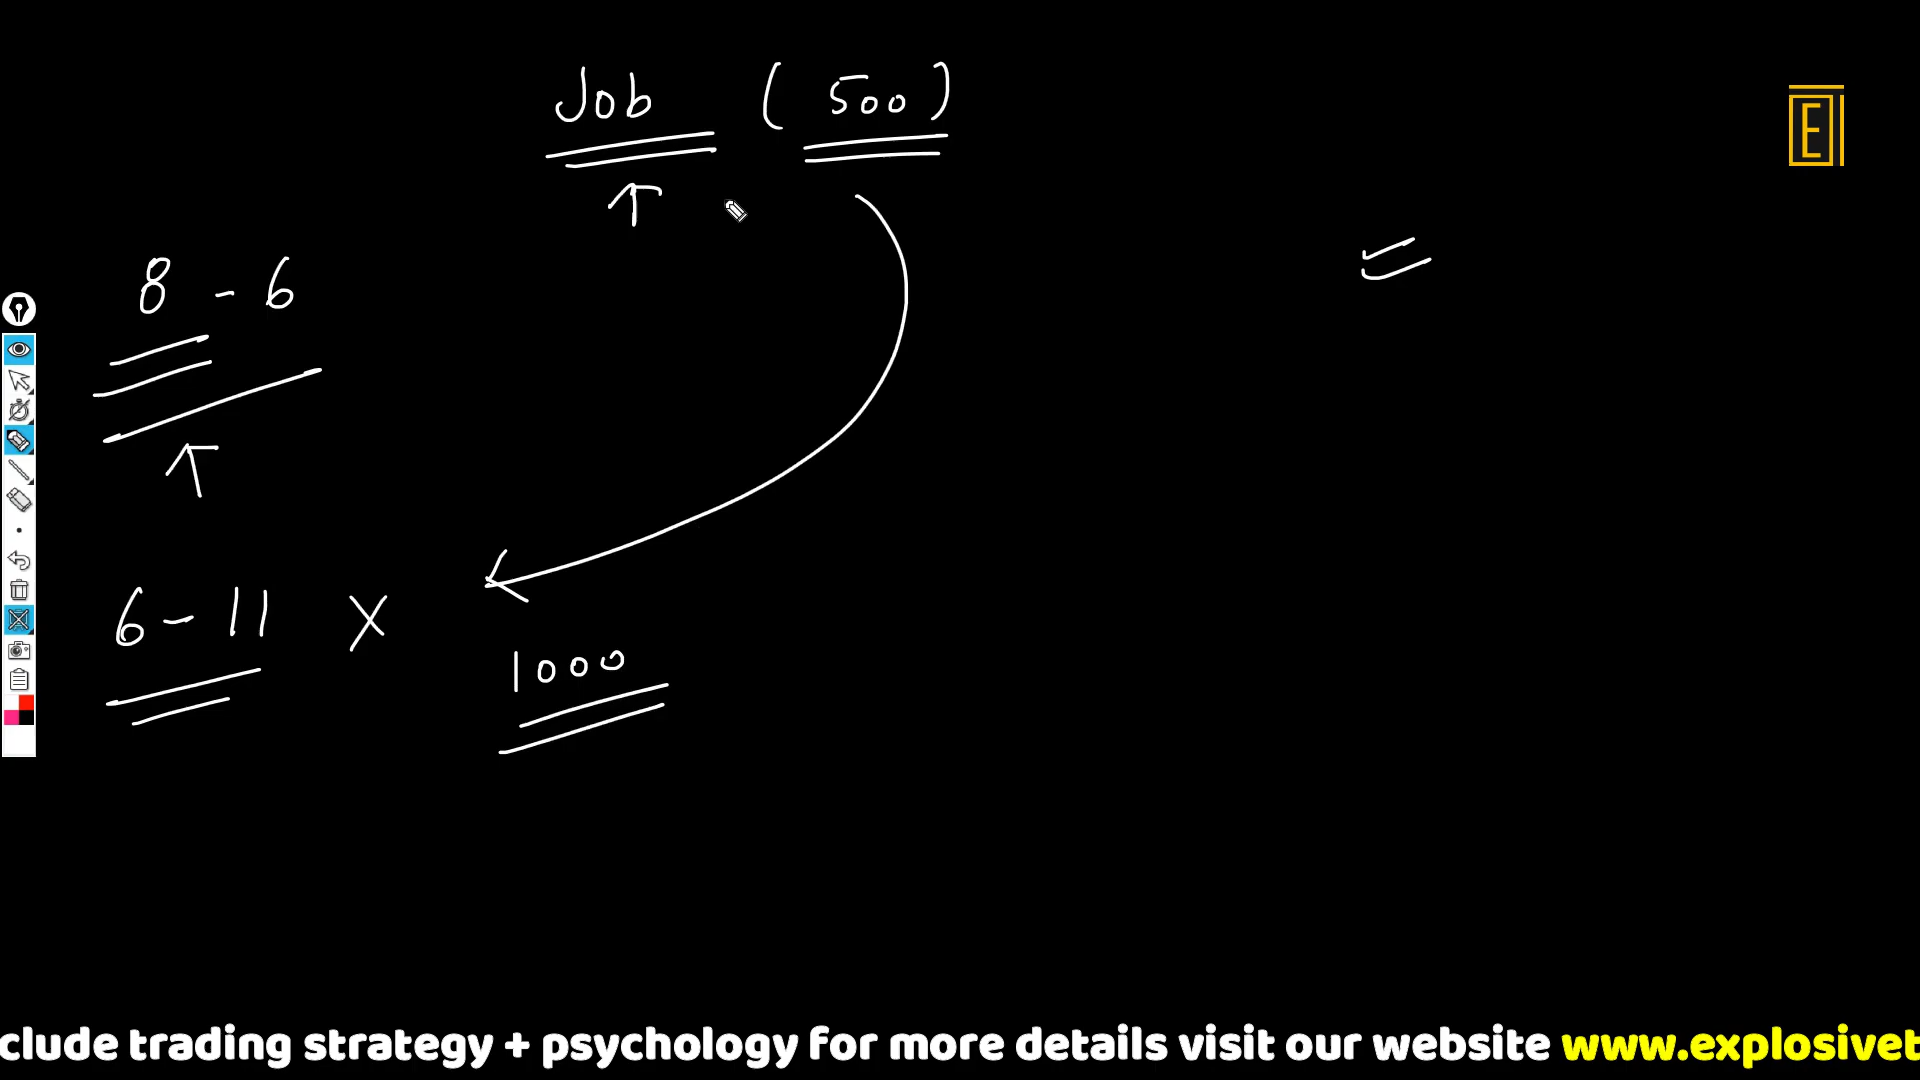 Job (500)
E
8 - 6
6 - 11 X
1000
clude trading strategy + psychology for more details visit our website www.explosivet